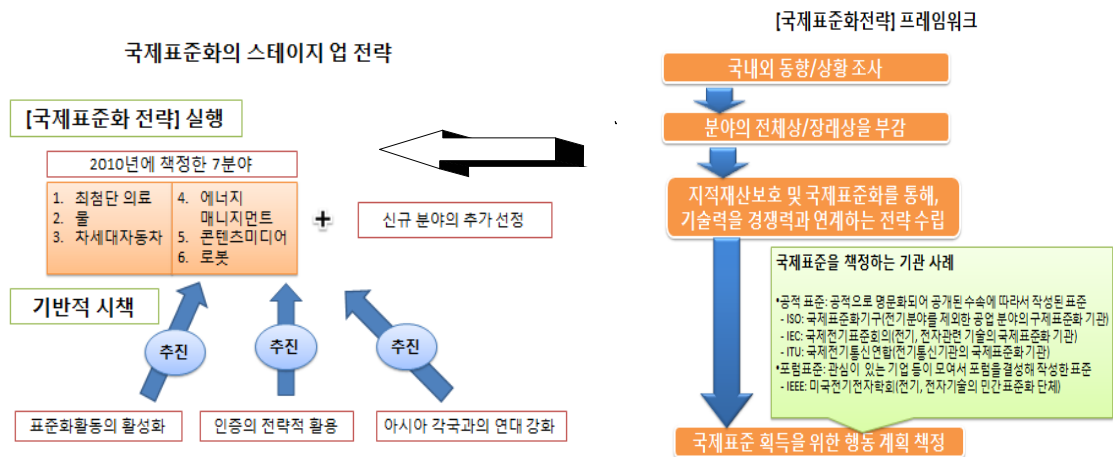 국제표준화의 스테이지 업 전략
[국제표준화 전략] 실행
2010년에 책정한 7분야
1. 최첨단 의료
2. 물
3. 차세대자동차
4. 에너지
매니지먼트
5. 콘텐츠미디어
6. 로봇
+
신규 분야의 추가 선정
기반적 시책
추진
추진
추진
표준화활동의 활성화
인증의 전략적 활용
아시아 각국과의 연대 강화
[국제표준화전략] 프레임워크
국내외 동향/상황 조사
분야의 전체상/장래상을 부감
지적재산보호 및 국제표준화를 통해,
기술력을 경쟁력과 연계하는 전략 수립
국제표준을 책정하는 기관 사례
•공적 표준: 공적으로 명문화되어 공개된 수속에 따라서 작성된 표준
- ISO: 국제표준화기구(전기분야를 제외한 공업 분야의 구제표준화 기관)
- IEC: 국제전기표준회의(전기, 전자관련 기술의 국제표준화 기관)
- ITU: 국제전기통신연합(전기통신기관의 국제표준화 기관)
•포럼표준: 관심이 있는 기업 등이 모여서 포럼을 결성해 작성한 표준
- IEEE: 미국전기전자학회(전기, 전자기술의 민간표준화 단체)
국제표준 획득을 위한 행동 계획 책정